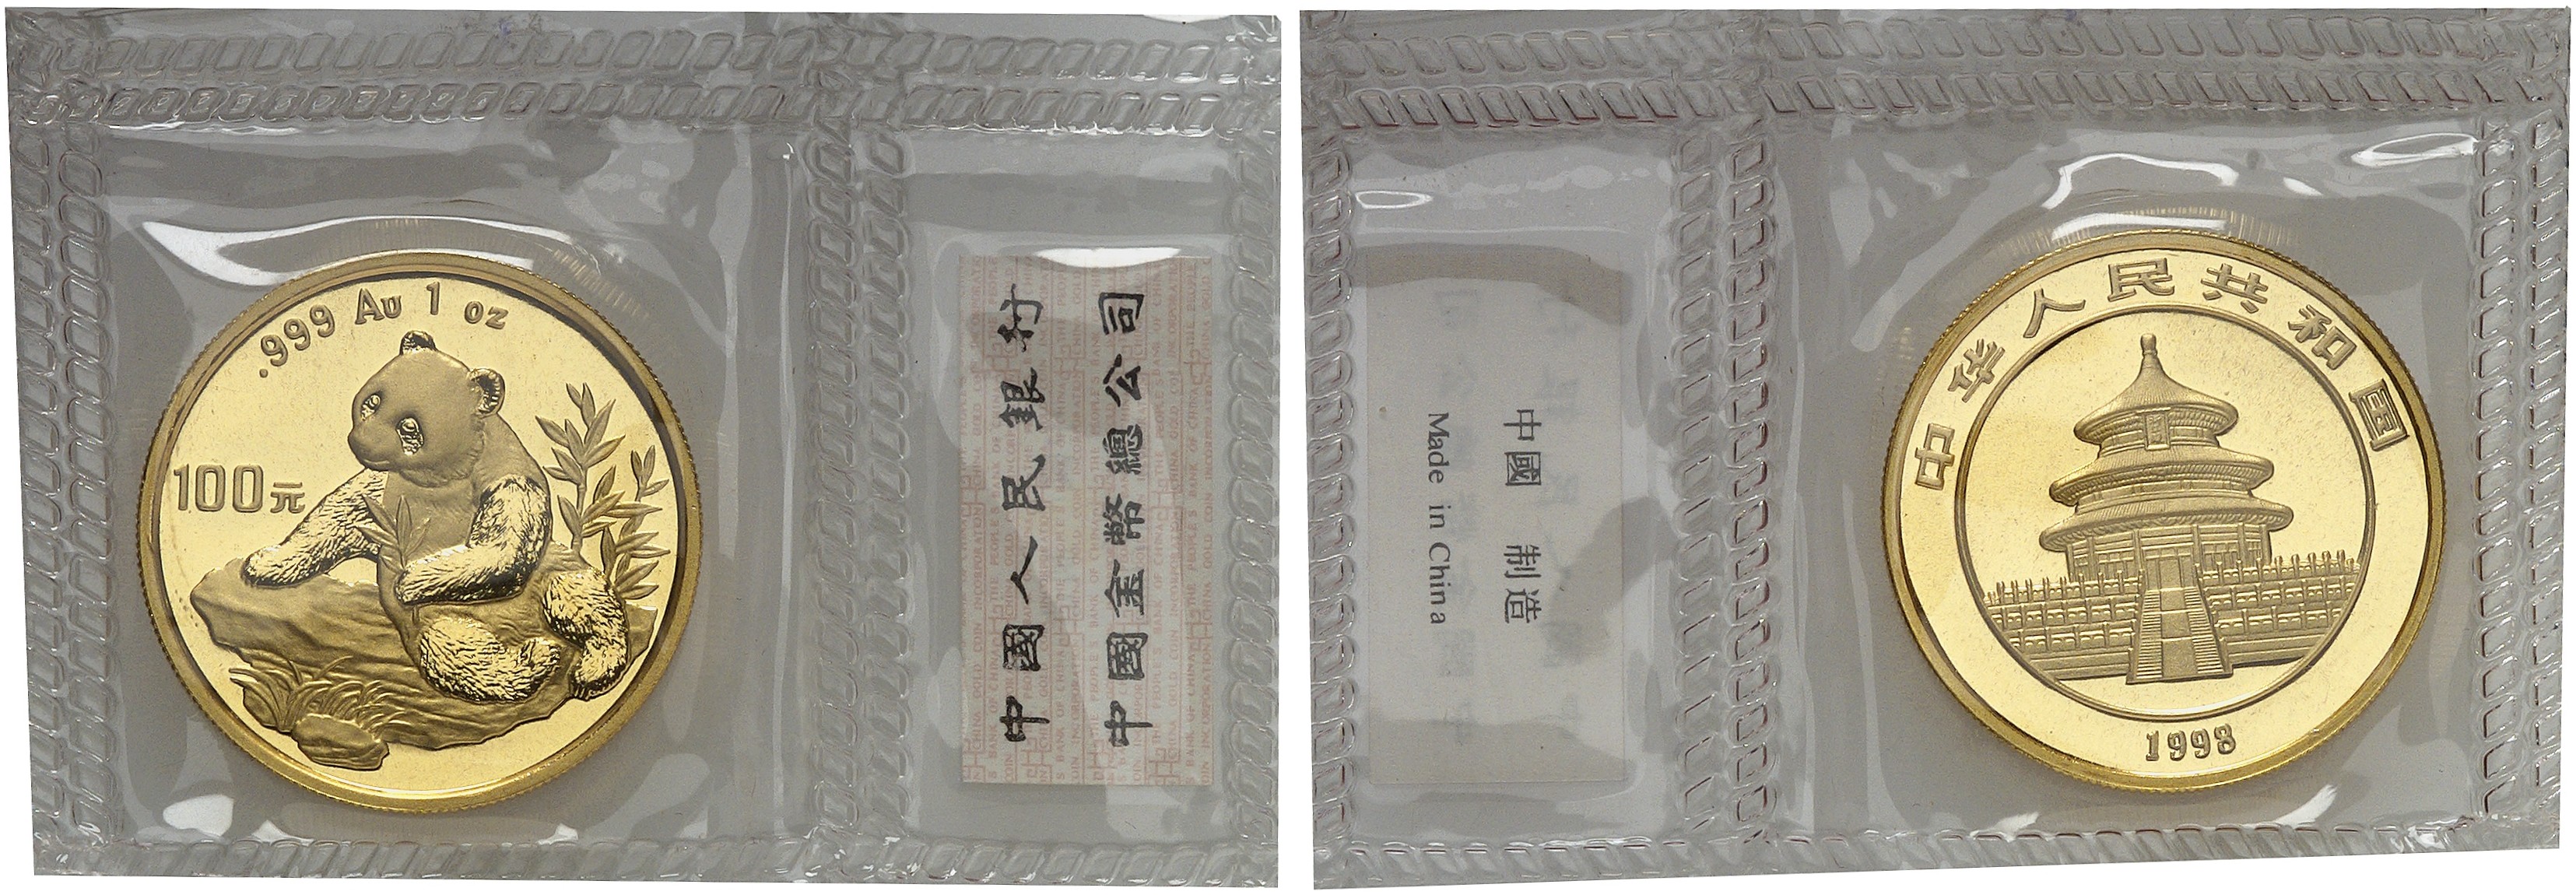 .999 Au 1 oz
100元
中國人民銀行
中國金幣總公司
中國 制造
Made in China
中华人民共和国
1998